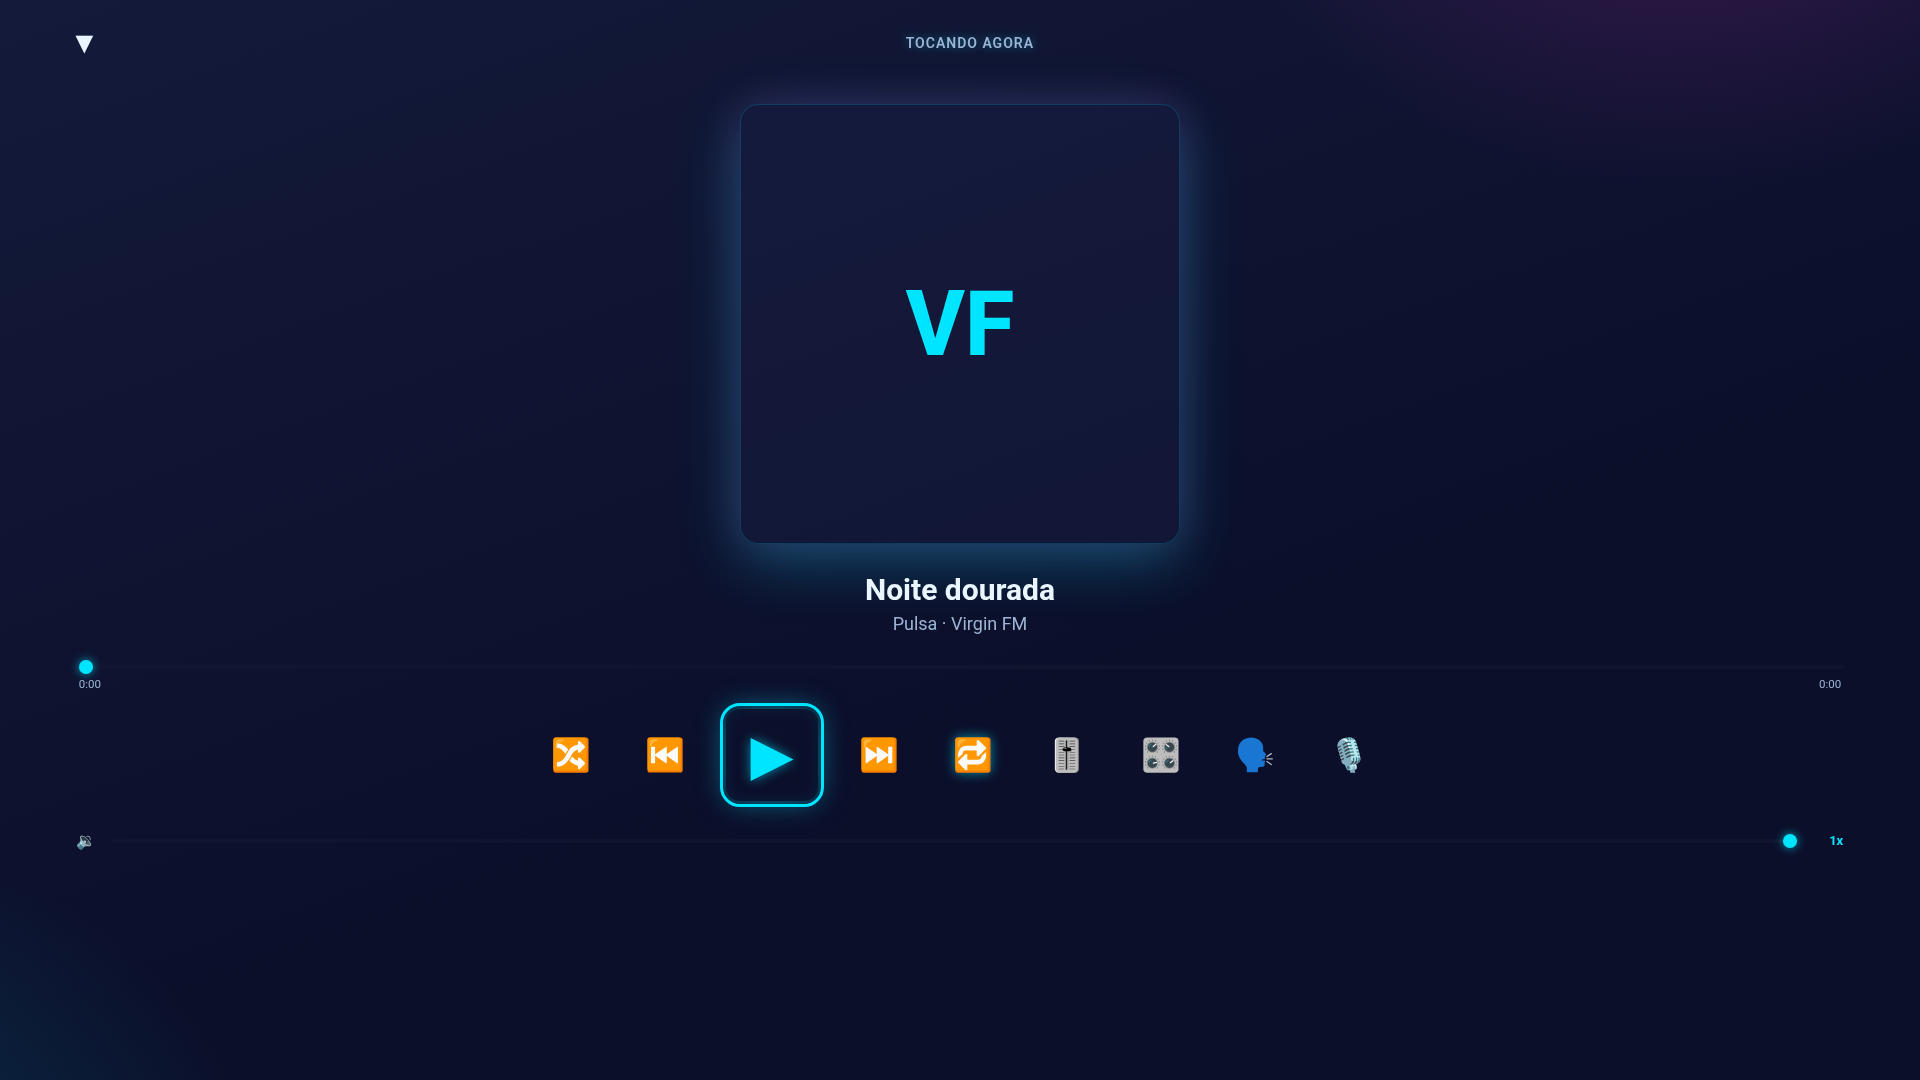 TOCANDO AGORA
VF
Noite dourada
Pulsa · Virgin FM
0:00
0:00
1x